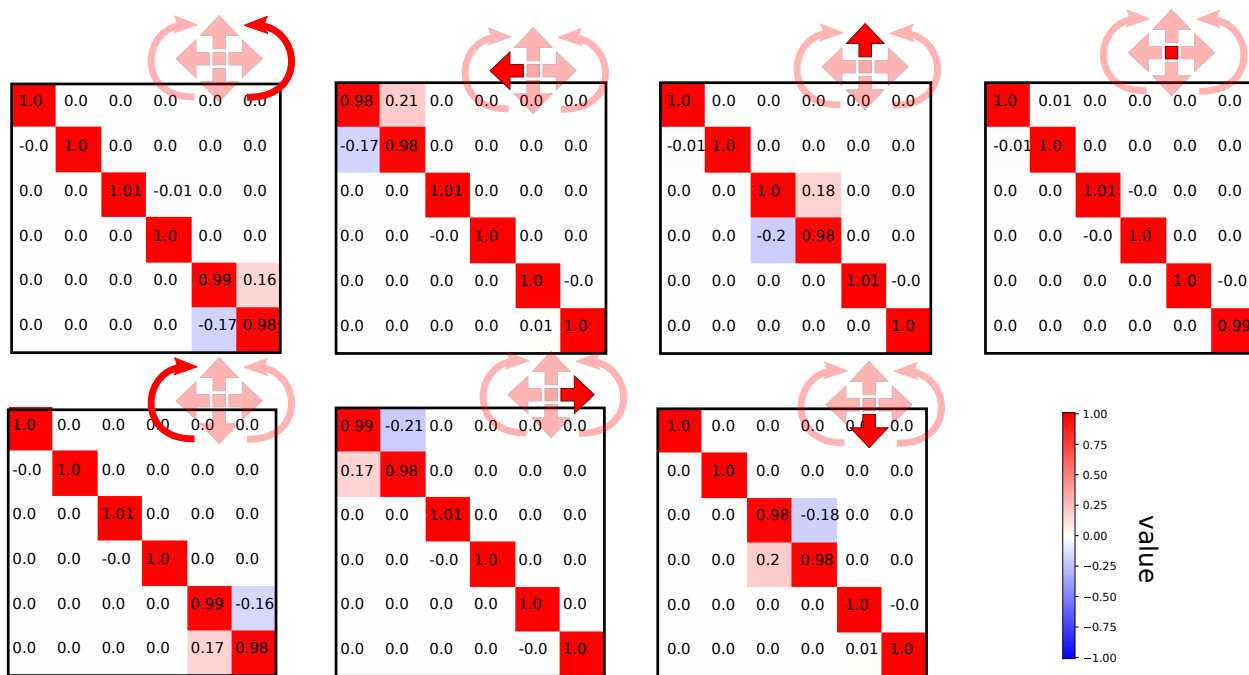 1.0 0.0 0.0 0.0 0.0 0.0
-0.0 1.0 0.0 0.0 0.0 0.0
0.0 0.0 1.01 -0.01 0.0 0.0
0.0 0.0 0.0 1.0 0.0 0.0
0.0 0.0 0.0 0.0 0.99 0.16
0.0 0.0 0.0 0.0 -0.17 0.98
0.98 0.21 0.0 0.0 0.0 0.0
-0.17 0.98 0.0 0.0 0.0 0.0
0.0 0.0 1.01 0.0 0.0 0.0
0.0 0.0 -0.0 1.0 0.0 0.0
0.0 0.0 0.0 0.0 1.0 -0.0
0.0 0.0 0.0 0.0 0.01 1.0
1.0 0.0 0.0 0.0 0.0 0.0
-0.01 1.0 0.0 0.0 0.0 0.0
0.0 0.0 1.0 0.18 0.0 0.0
0.0 0.0 -0.2 0.98 0.0 0.0
0.0 0.0 0.0 0.0 1.01 -0.0
0.0 0.0 0.0 0.0 0.0 1.0
1.0 0.01 0.0 0.0 0.0 0.0
-0.01 1.0 0.0 0.0 0.0 0.0
0.0 0.0 1.01 -0.0 0.0 0.0
0.0 0.0 -0.0 1.0 0.0 0.0
0.0 0.0 0.0 0.0 1.0 -0.0
0.0 0.0 0.0 0.0 0.0 0.99
1.0 0.0 0.0 0.0 0.0 0.0
-0.0 1.0 0.0 0.0 0.0 0.0
0.0 0.0 1.01 0.0 0.0 0.0
0.0 0.0 -0.0 1.0 0.0 0.0
0.0 0.0 0.0 0.0 0.99 -0.16
0.0 0.0 0.0 0.0 0.17 0.98
0.99 -0.21 0.0 0.0 0.0 0.0
0.17 0.98 0.0 0.0 0.0 0.0
0.0 0.0 1.01 0.0 0.0 0.0
0.0 0.0 -0.0 1.0 0.0 0.0
0.0 0.0 0.0 0.0 1.0 0.0
0.0 0.0 0.0 0.0 -0.0 1.0
1.0 0.0 0.0 0.0 0.0 0.0
0.0 1.0 0.0 0.0 0.0 0.0
0.0 0.0 0.98 -0.18 0.0 0.0
0.0 0.0 0.2 0.98 0.0 0.0
0.0 0.0 0.0 0.0 1.0 -0.0
0.0 0.0 0.0 0.0 0.01 1.0
1.00
0.75
0.50
0.25
0.00
−0.25
−0.50
−0.75
−1.00
value